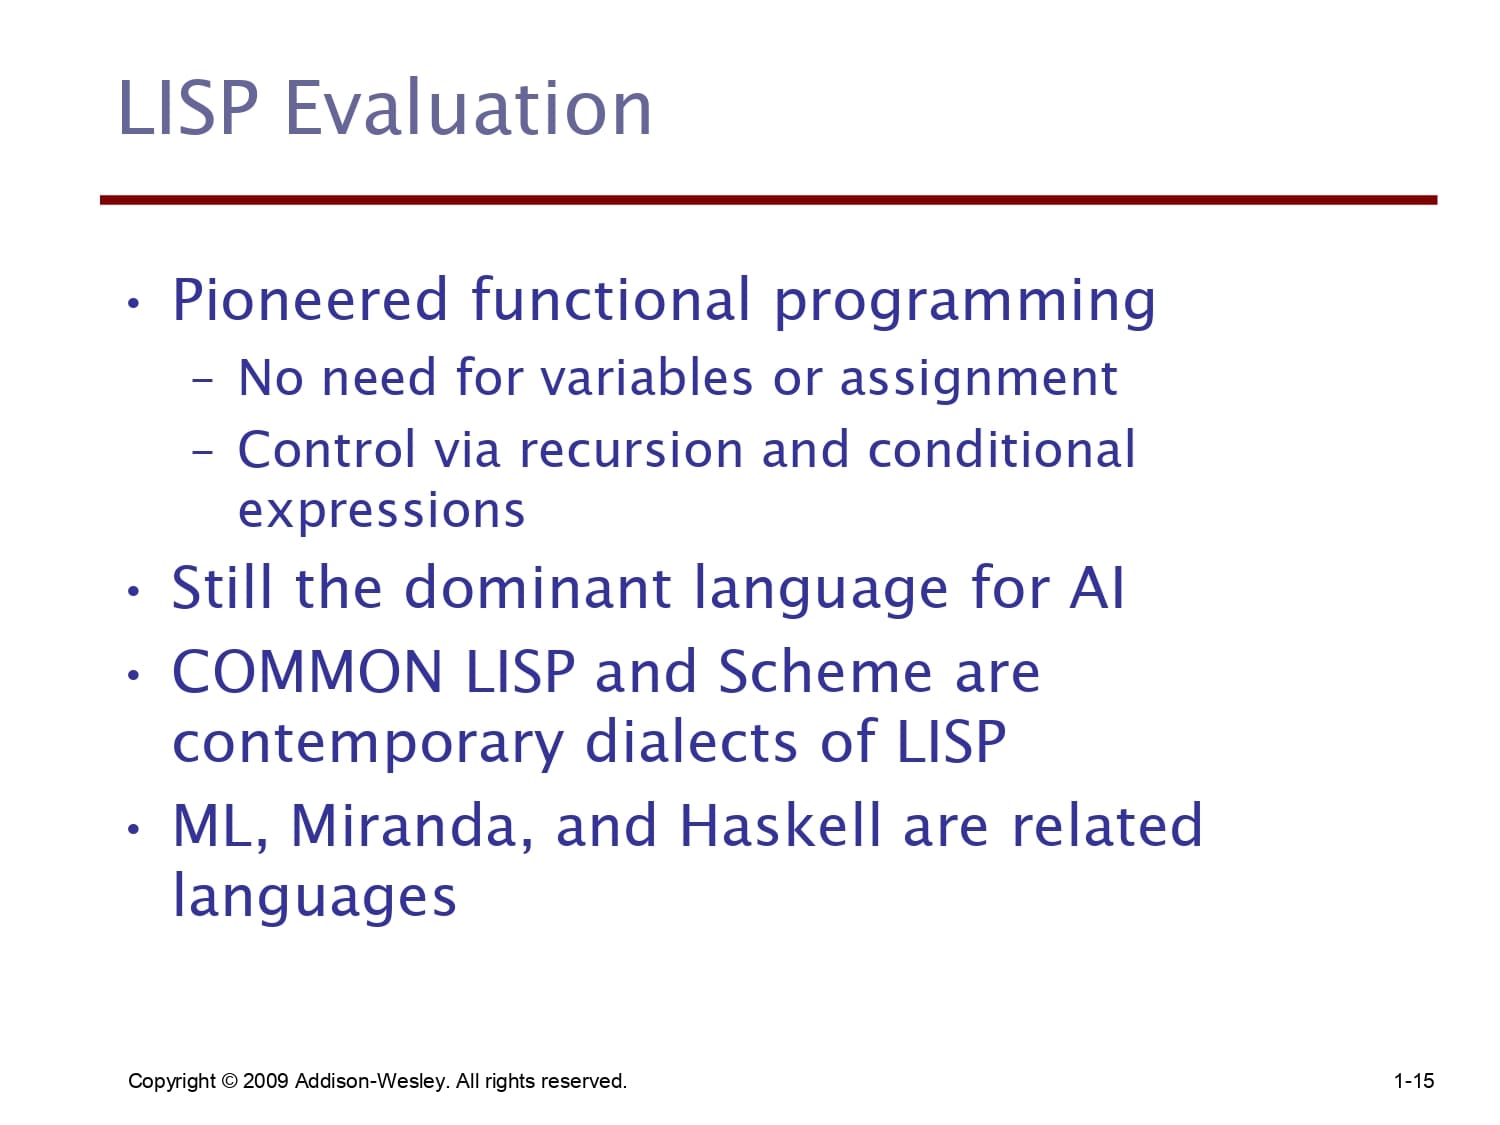 LISP Evaluation
• Pioneered functional programming
– No need for variables or assignment
– Control via recursion and conditional
expressions
• Still the dominant language for AI
• COMMON LISP and Scheme are
contemporary dialects of LISP
• ML, Miranda, and Haskell are related
languages
Copyright © 2009 Addison-Wesley. All rights reserved. 1-15